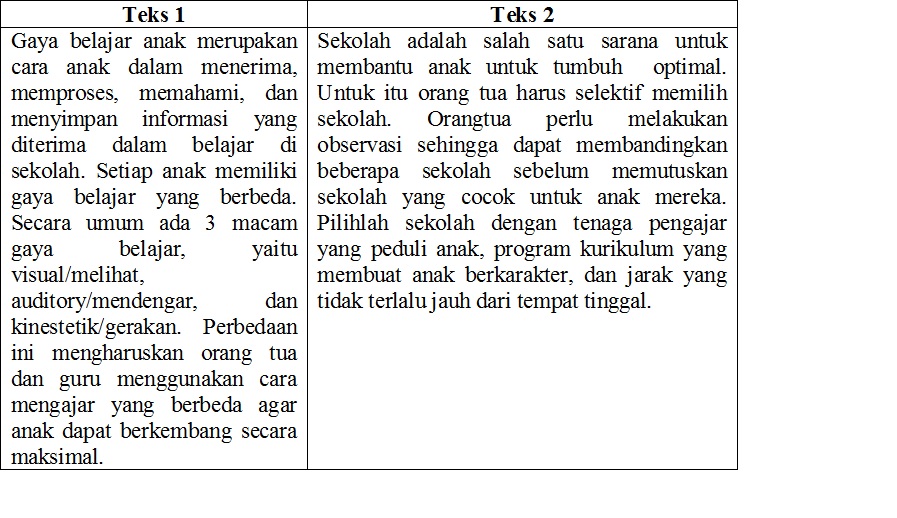 Teks 1
Gaya belajar anak merupakan
cara anak dalam menerima,
memproses, memahami, dan
menyimpan informasi yang
diterima dalam belajar di
sekolah. Setiap anak memiliki
gaya belajar yang berbeda.
Secara umum ada 3 macam
gaya belajar, yaitu
visual/melihat,
auditory/mendengar, dan
kinestetik/gerakan. Perbedaan
ini mengharuskan orang tua
dan guru menggunakan cara
mengajar yang berbeda agar
anak dapat berkembang secara
maksimal.
Teks 2
Sekolah adalah salah satu sarana untuk
membantu anak untuk tumbuh optimal.
Untuk itu orang tua harus selektif memilih
sekolah. Orangtua perlu melakukan
observasi sehingga dapat membandingkan
beberapa sekolah sebelum memutuskan
sekolah yang cocok untuk anak mereka.
Pilihlah sekolah dengan tenaga pengajar
yang peduli anak, program kurikulum yang
membuat anak berkarakter, dan jarak yang
tidak terlalu jauh dari tempat tinggal.